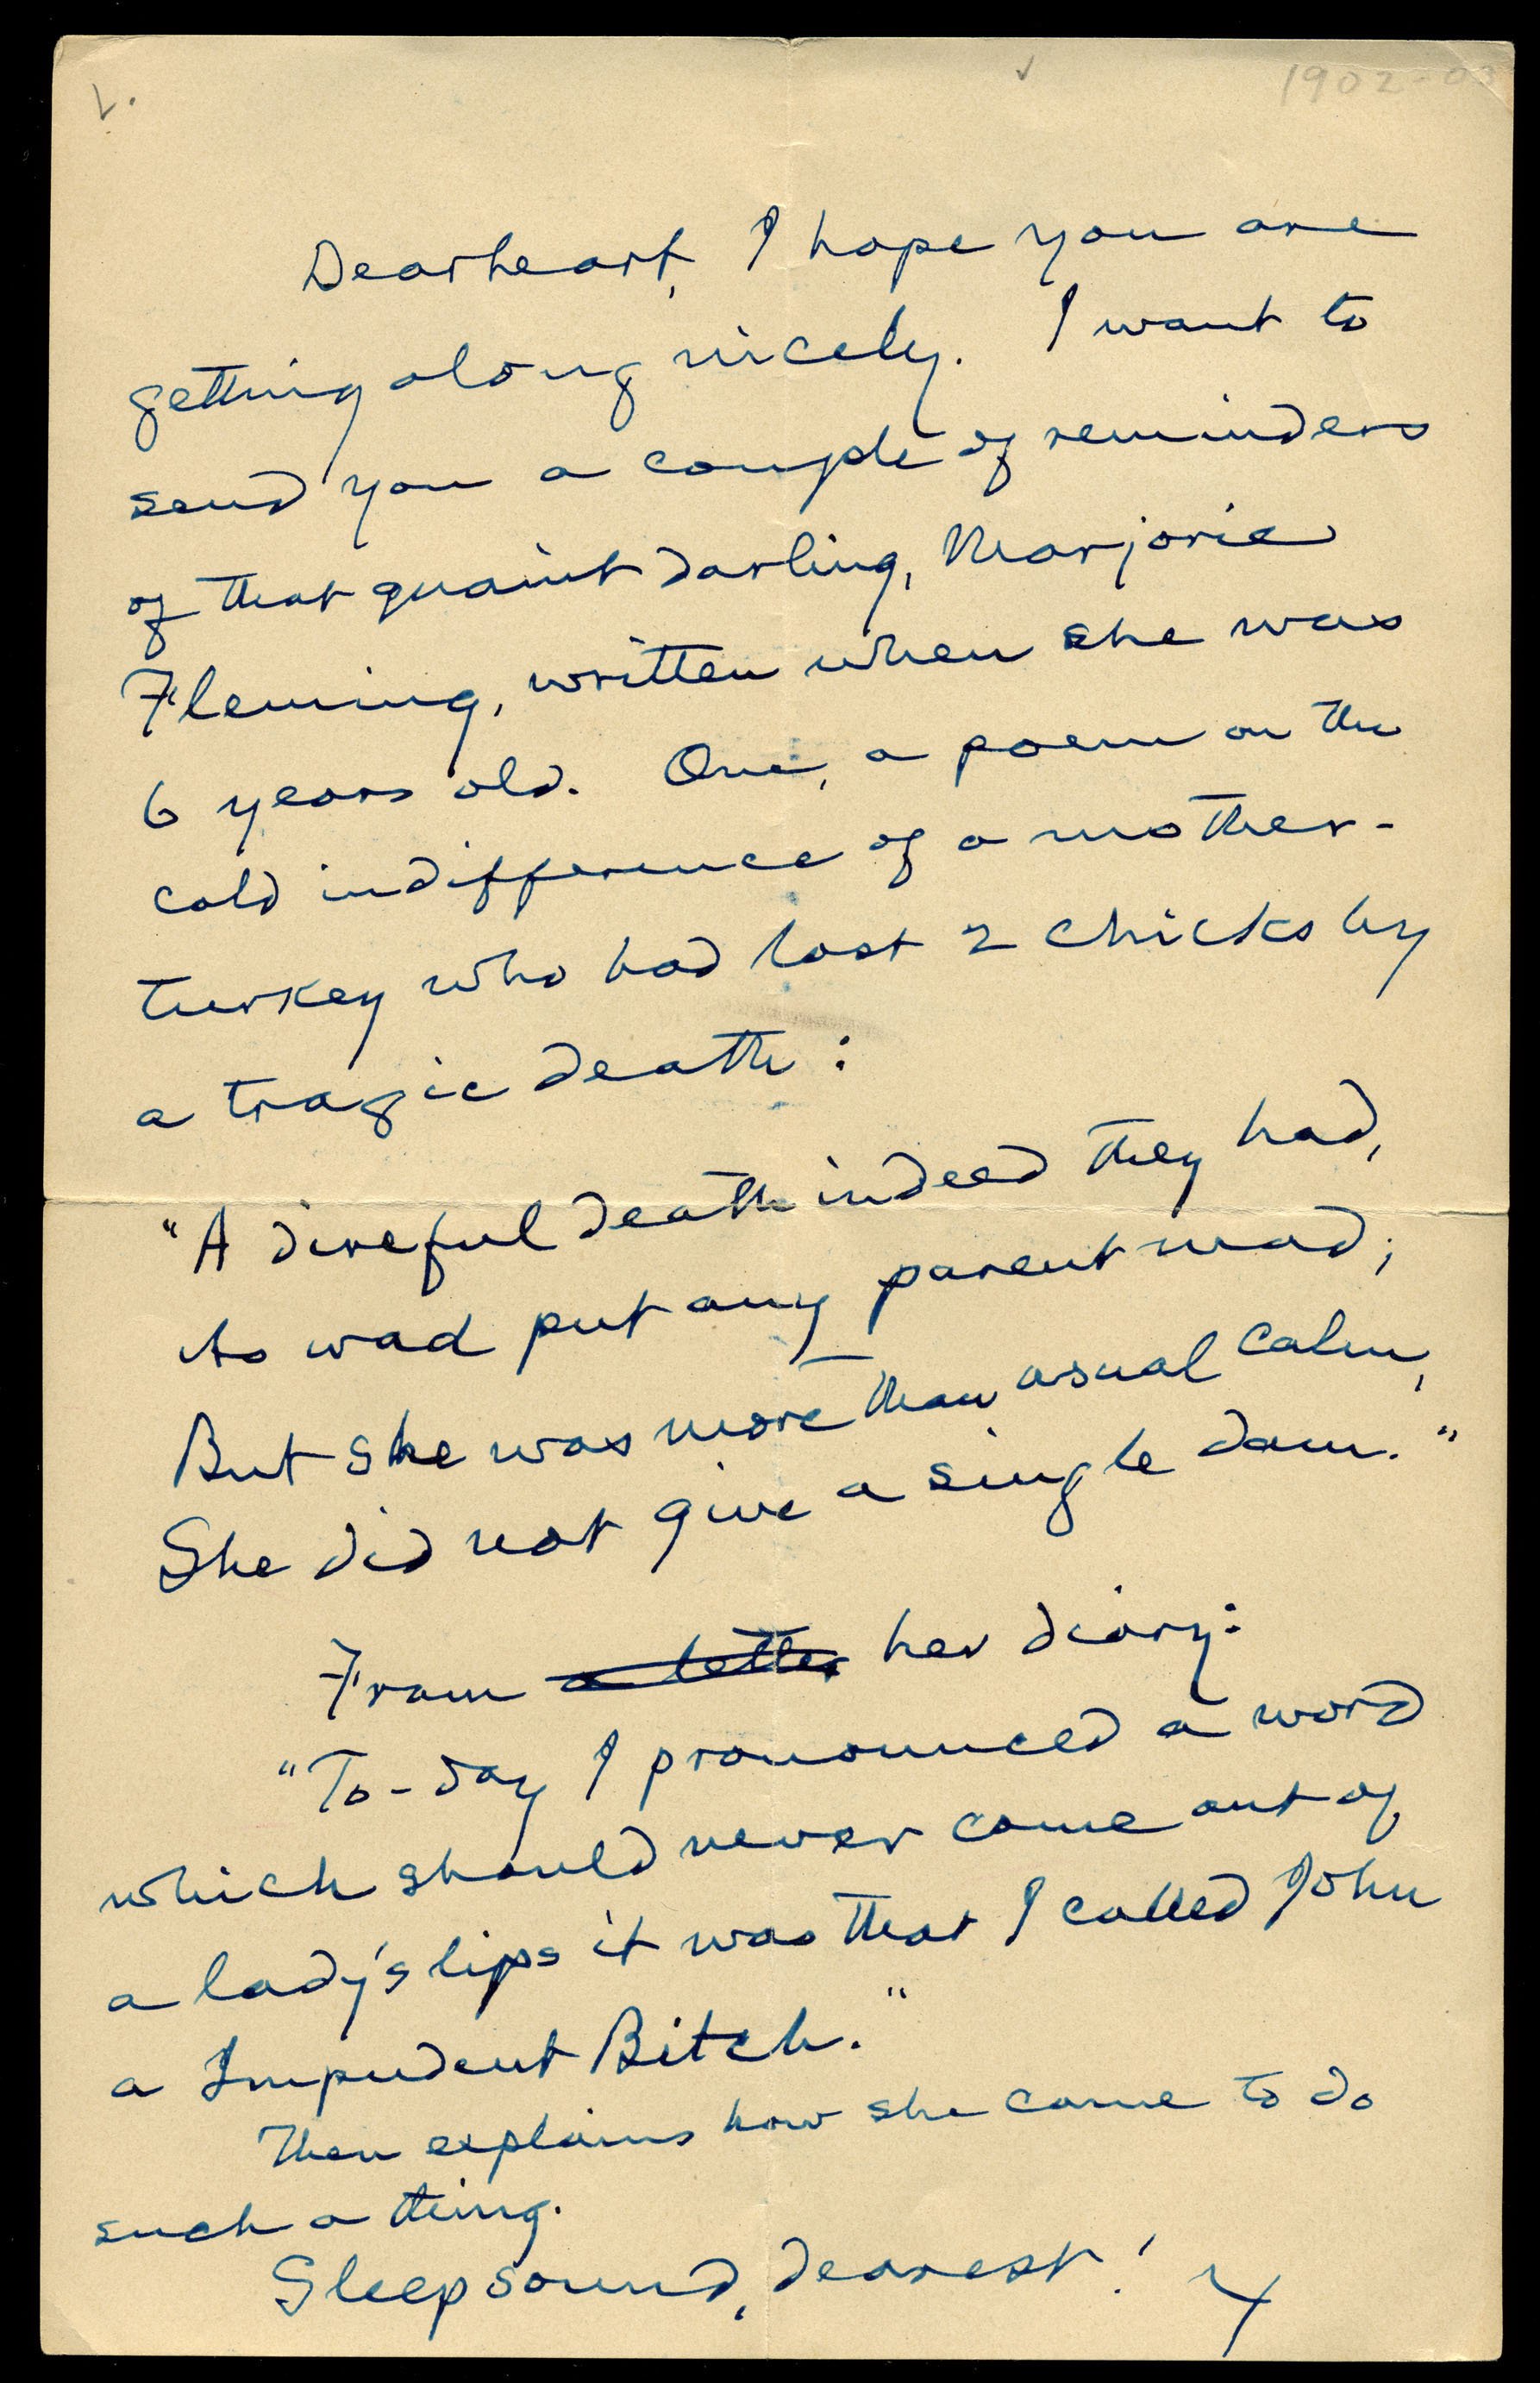 L.
1902-03
Dearheart, I hope you are
getting along nicely. I want to
send you a couple of reminders
of that quaint darling, Marjorie
Fleming, written when she was
6 years old. One, a poem on the
cold indifference of a mother-
turkey who had lost 2 chicks by
a tragic death:
"A direful death indeed they had,
As wad put any parent mad;
But she was more than usual calm,
She did not give a single dam."
From ~~a letter~~ her diary:
"To-day I pronounced a word
which should never come out of
a lady's lips it was that I called John
a Impudent Bitch."
Then explains how she came to do
such a thing.
Sleep sound, dearest! Y